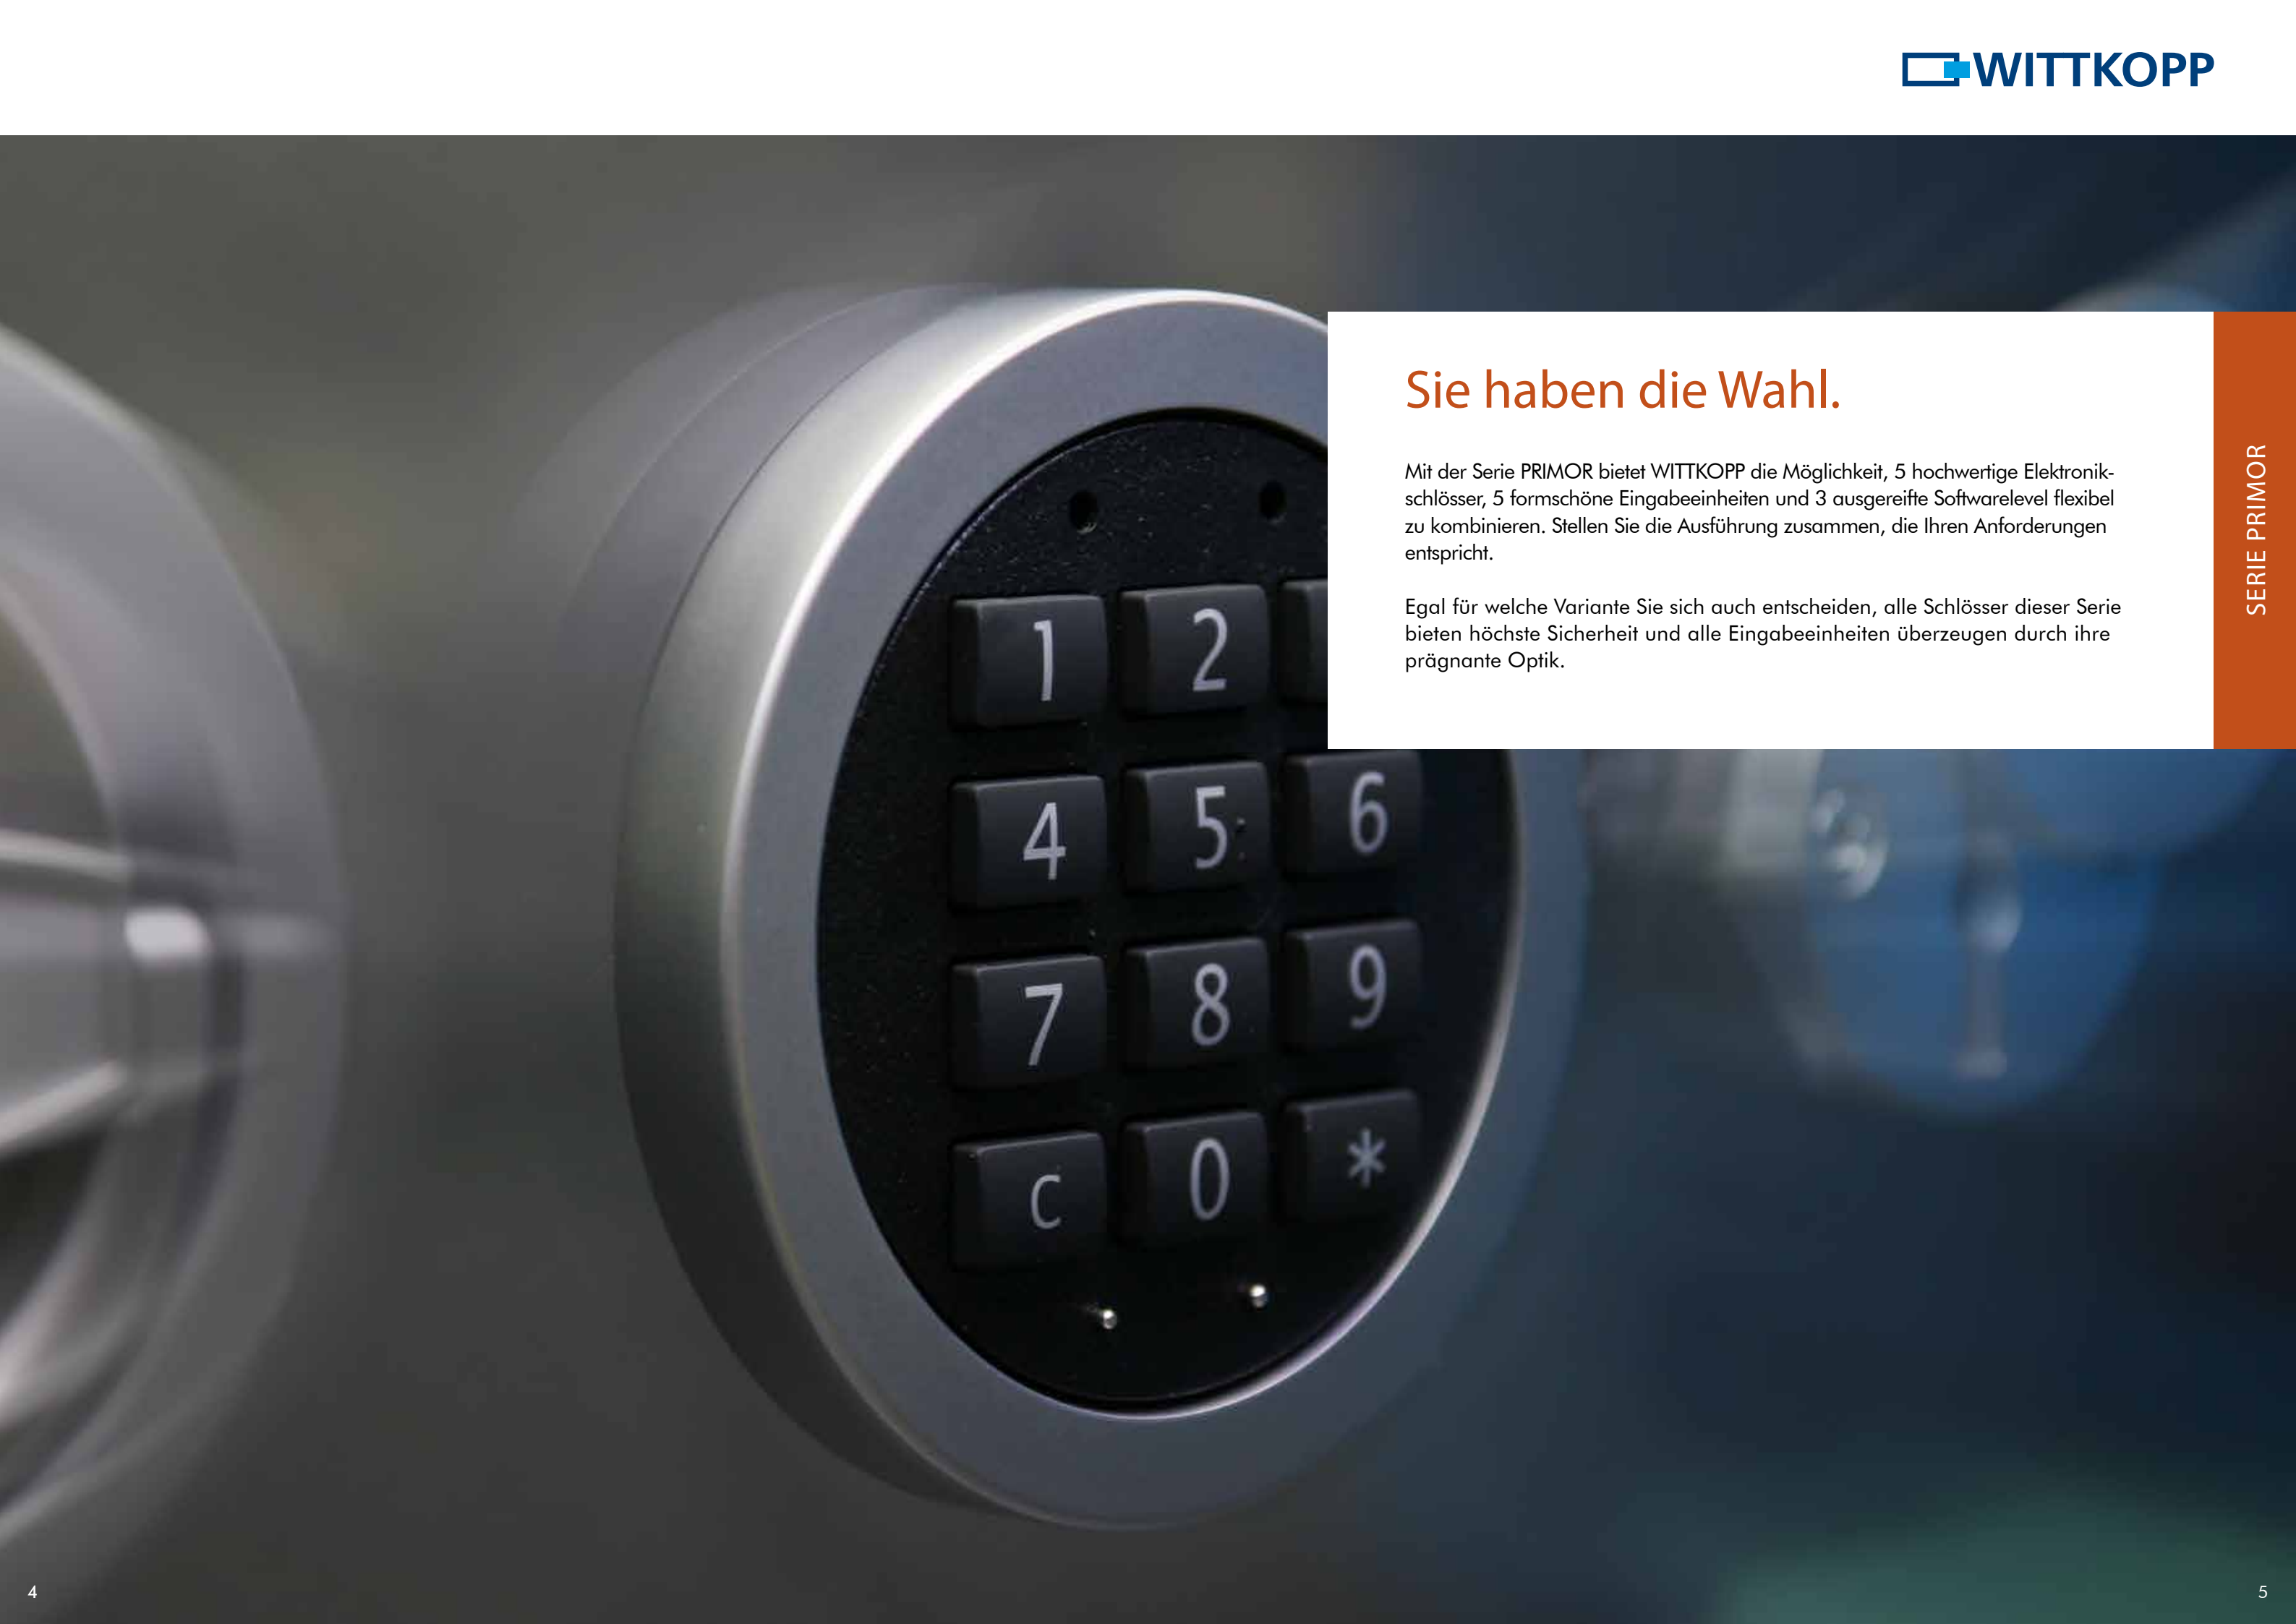 WITTKOPP
Sie haben die Wahl.
Mit der Serie PRIMOR bietet WITTKOPP die Möglichkeit, 5 hochwertige Elektronik-
schlösser, 5 formschöne Eingabeeinheiten und 3 ausgereifte Softwarelevel flexibel
zu kombinieren. Stellen Sie die Ausführung zusammen, die Ihren Anforderungen
entspricht.
Egal für welche Variante Sie sich auch entscheiden, alle Schlösser dieser Serie
bieten höchste Sicherheit und alle Eingabeeinheiten überzeugen durch ihre
prägnante Optik.
SERIE PRIMOR
1 2
4 5 6
7 8 9
C 0 *
4
5